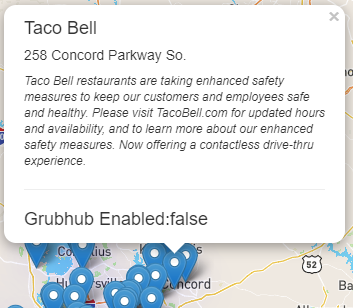 ×
Taco Bell
258 Concord Parkway So.
Taco Bell restaurants are taking enhanced safety
measures to keep our customers and employees safe
and healthy. Please visit TacoBell.com for updated hours
and availability, and to learn more about our enhanced
safety measures. Now offering a contactless drive-thru
experience.
Grubhub Enabled:false
52